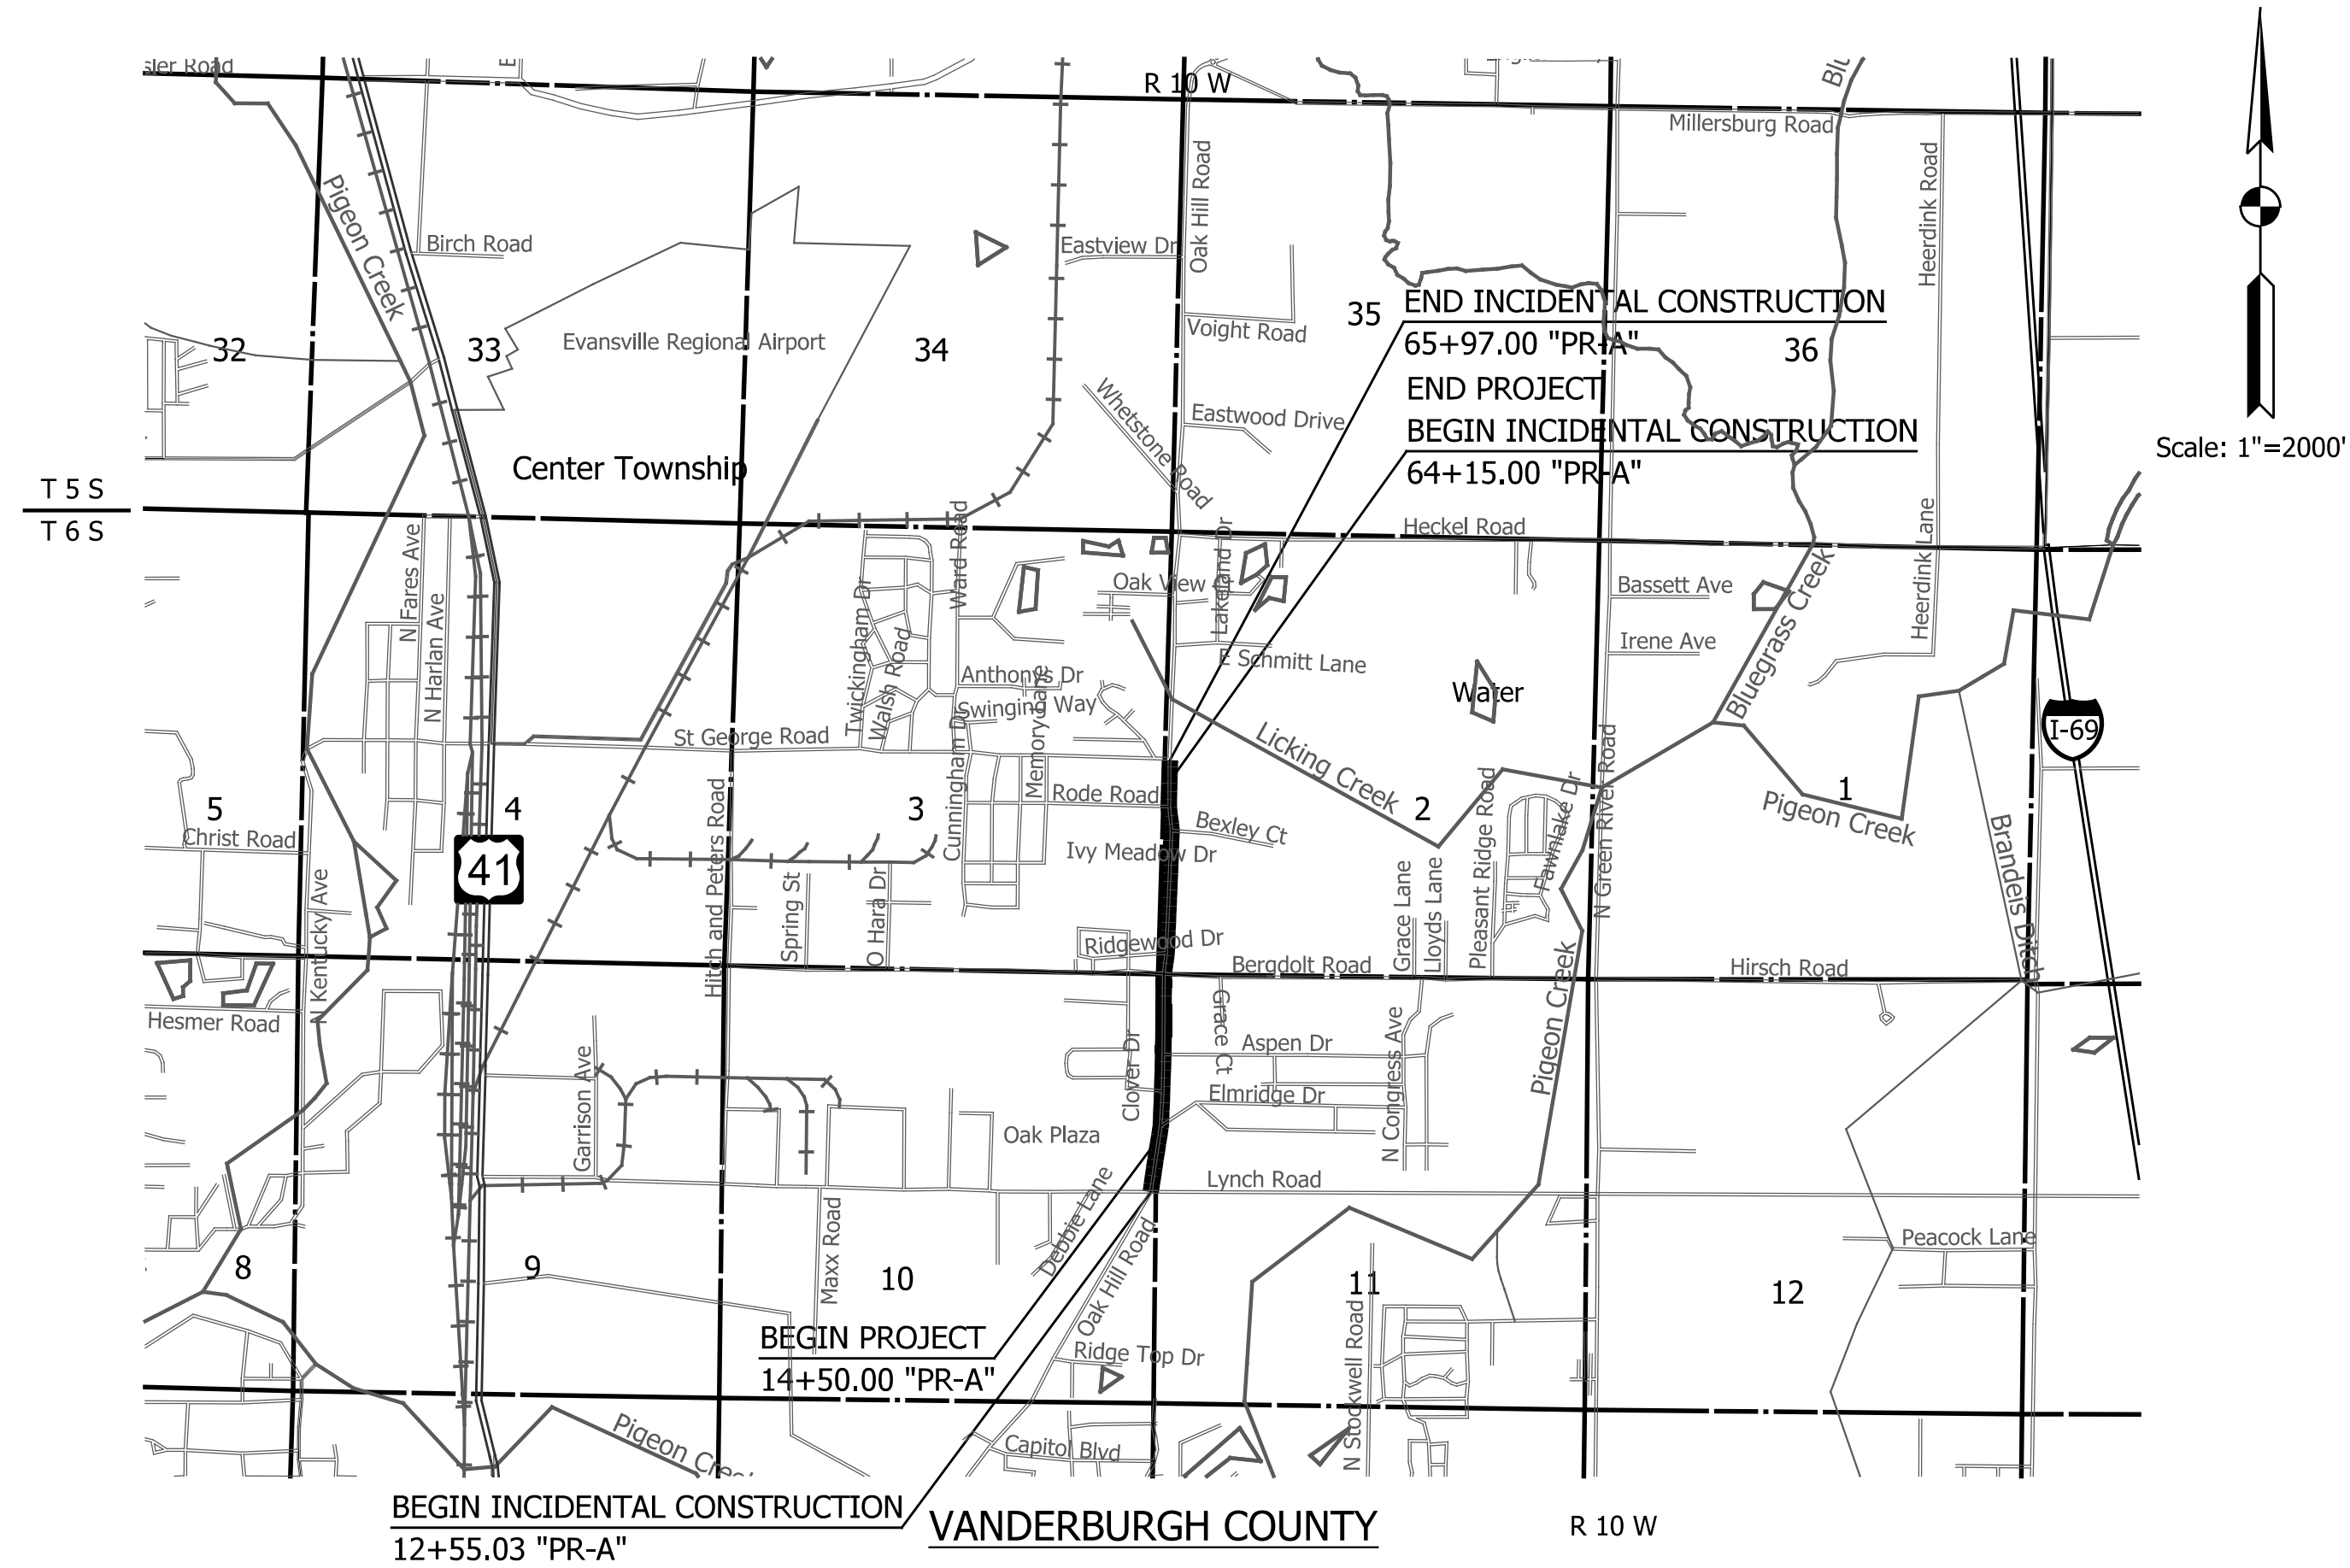 sler Road
R 10 W
Millersburg Road
Pigeon Creek
Birch Road
Eastview Dr
Oak Hill Road
Heerdink Road
END INCIDENTAL CONSTRUCTION
65+97.00 "PR-A"
END PROJECT
BEGIN INCIDENTAL CONSTRUCTION
64+15.00 "PR-A"
32
33
Evansville Regional Airport
34
35
36
Voight Road
Whetstone Road
Eastwood Drive
Scale: 1"=2000'
Center Township
T 5 S
T 6 S
Heckel Road
N Fares Ave
N Harlan Ave
Twickingham Dr
Walsh Road
Ward Road
Oak View Ct
Lakeland Dr
Bassett Ave
Irene Ave
Bluegrass Creek
Heerdink Lane
E Schmitt Lane
Anthonys Dr
Swinging Way
Memory Lane
Cunningham Dr
Water
St George Road
Licking Creek
I-69
5
4
3
2
1
Christ Road
41
Hitch and Peters Road
Rode Road
Bexley Ct
Ivy Meadow Dr
Pleasant Ridge Road
Fawnlake Dr
N Green River Road
Pigeon Creek
Brandeis Ditch
N Kentucky Ave
Spring St
O Hara Dr
Ridgewood Dr
Grace Lane
Lloyds Lane
Bergdolt Road
Hirsch Road
Hesmer Road
Grace Ct
Aspen Dr
Elmridge Dr
N Congress Ave
Pigeon Creek
Garrison Ave
Clover Dr
Oak Plaza
Lynch Road
Debbie Lane
Oak Hill Road
Maxx Road
Peacock Lane
8
9
10
11
12
BEGIN PROJECT
14+50.00 "PR-A"
Ridge Top Dr
N Stockwell Road
Pigeon Cree
Capitol Blvd
BEGIN INCIDENTAL CONSTRUCTION
12+55.03 "PR-A"
VANDERBURGH COUNTY
R 10 W